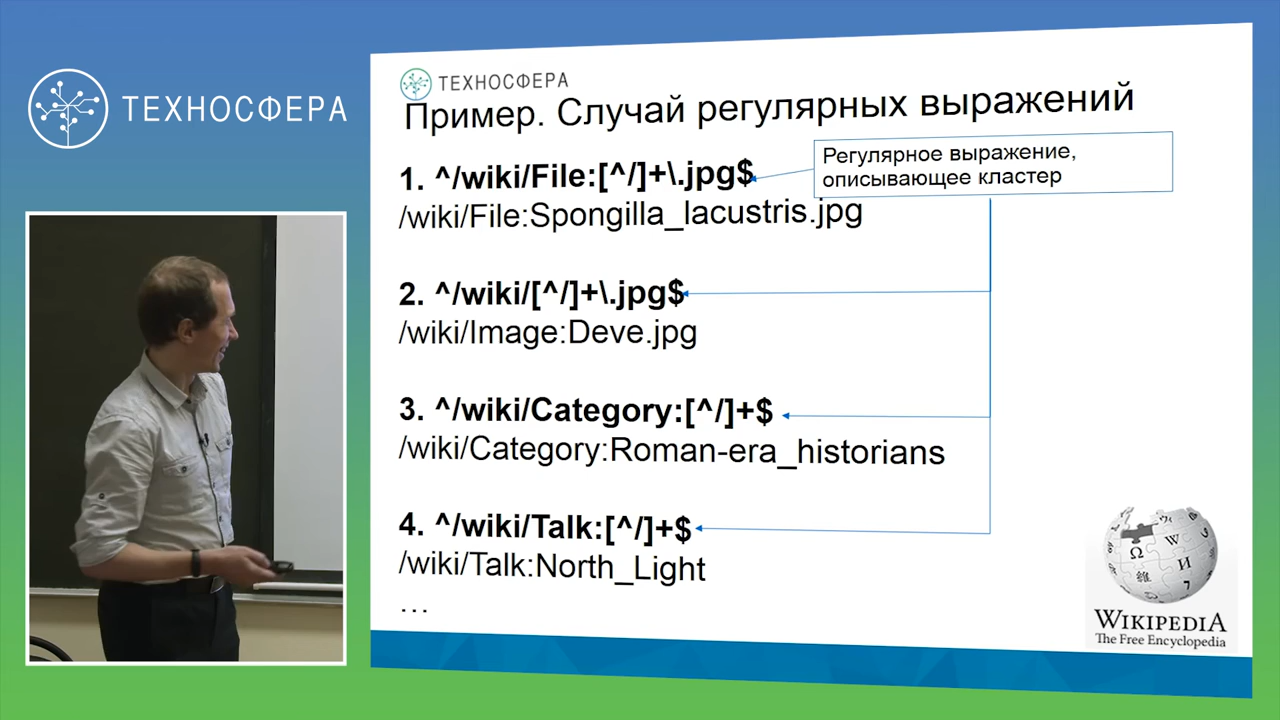 ТЕХНОСФЕРА
ТЕХНОСФЕРА
Пример. Случай регулярных выражений
Регулярное выражение,
описывающее кластер
1. ^/wiki/File:[^/]+\.jpg$
/wiki/File:Spongilla_lacustris.jpg
2. ^/wiki/[^/]+\.jpg$
/wiki/Image:Deve.jpg
3. ^/wiki/Category:[^/]+$
/wiki/Category:Roman-era_historians
4. ^/wiki/Talk:[^/]+$
/wiki/Talk:North_Light
...
Ω
W
И
維
WIKIPEDIA
The Free Encyclopedia